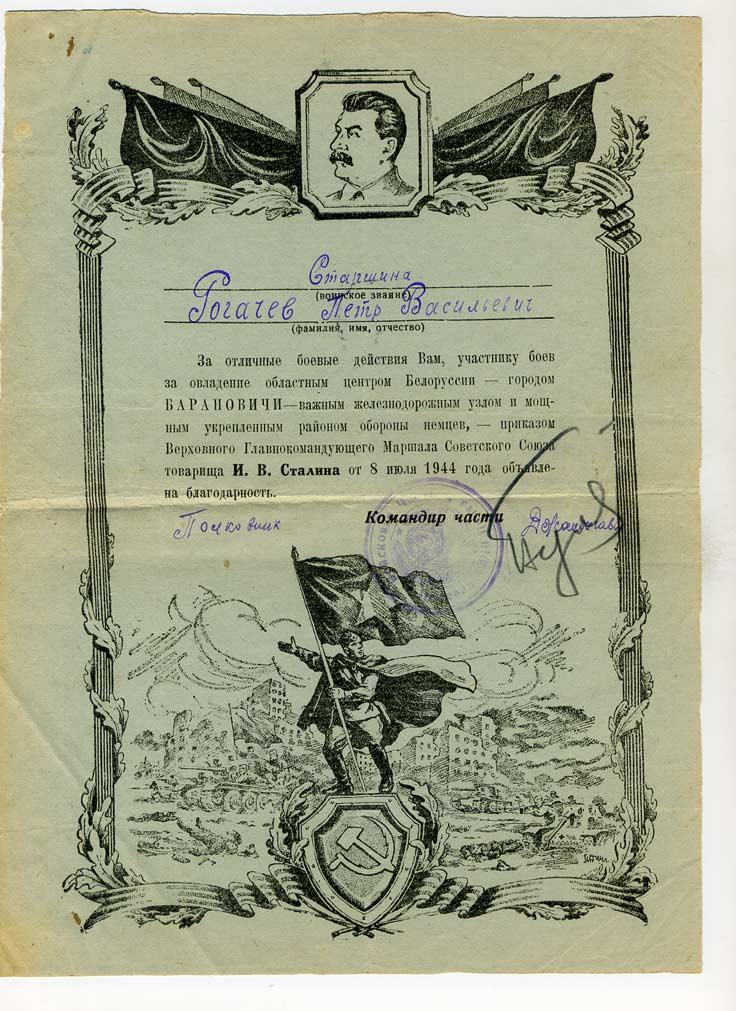 Старшина
(воинское звание)
Рогачев Петр Васильевич
(фамилия, имя, отчество)
За отличные боевые действия Вам, участнику боев
за овладение областным центром Белоруссии — городом
БАРАНОВИЧИ—важным железнодорожным узлом и мощ-
ным укрепленным районом обороны немцев, — приказом
Верховного Главнокомандующего Маршала Советского Союза
товарища И. В. Сталина от 8 июля 1944 года объявле-
на благодарность.
Полковник Командир части